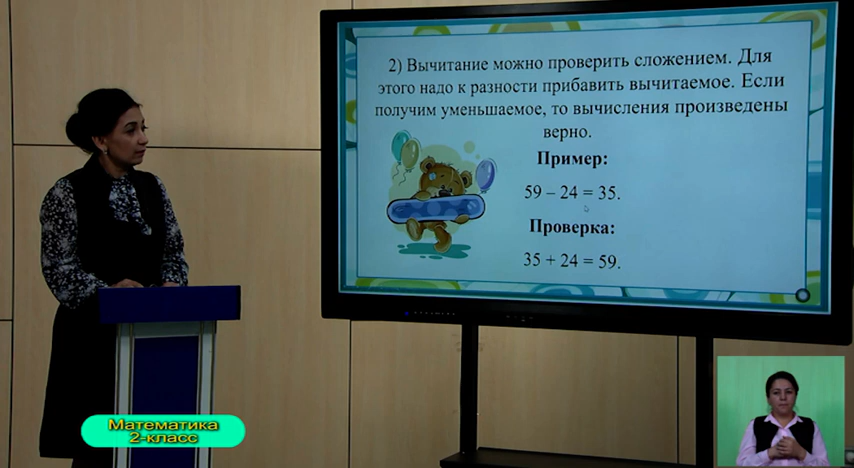 2) Вычитание можно проверить сложением. Для
этого надо к разности прибавить вычитаемое. Если
получим уменьшаемое, то вычисления произведены
верно.
Пример:
59 – 24 = 35.
Проверка:
35 + 24 = 59.
Математика
2-класс